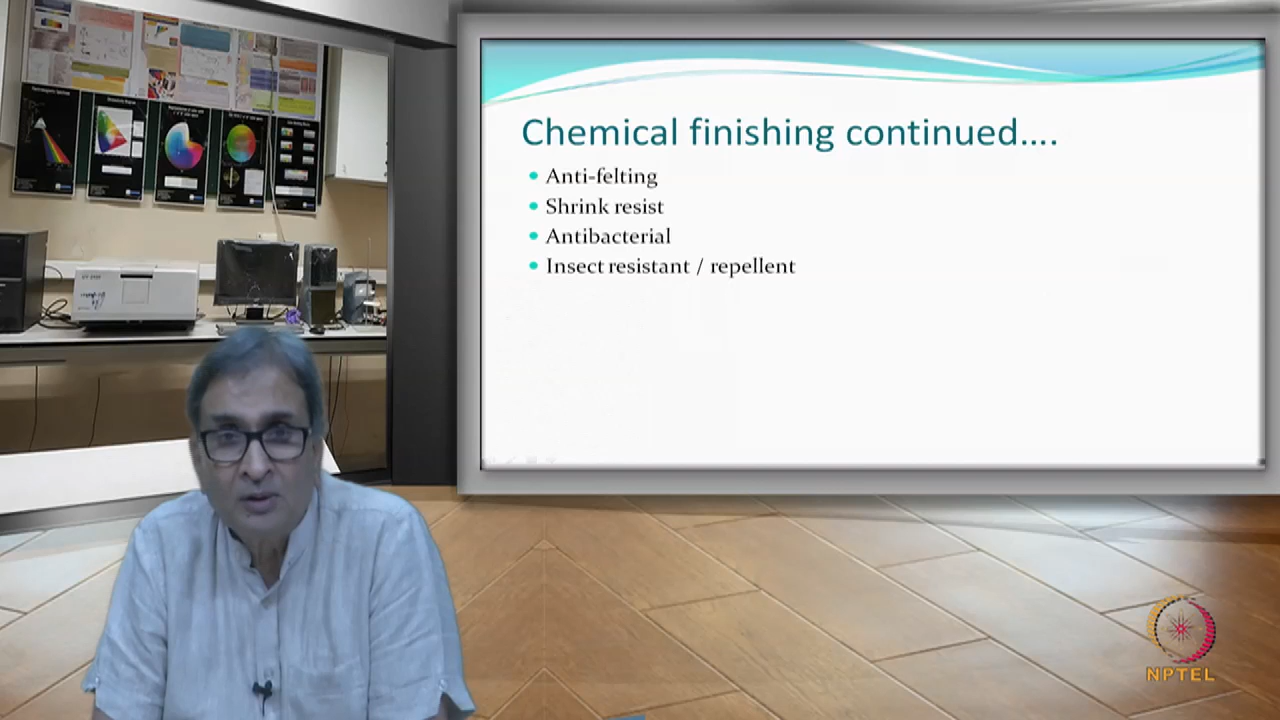 Chemical finishing continued....
• Anti-felting
• Shrink resist
• Antibacterial
• Insect resistant / repellent
NPTEL